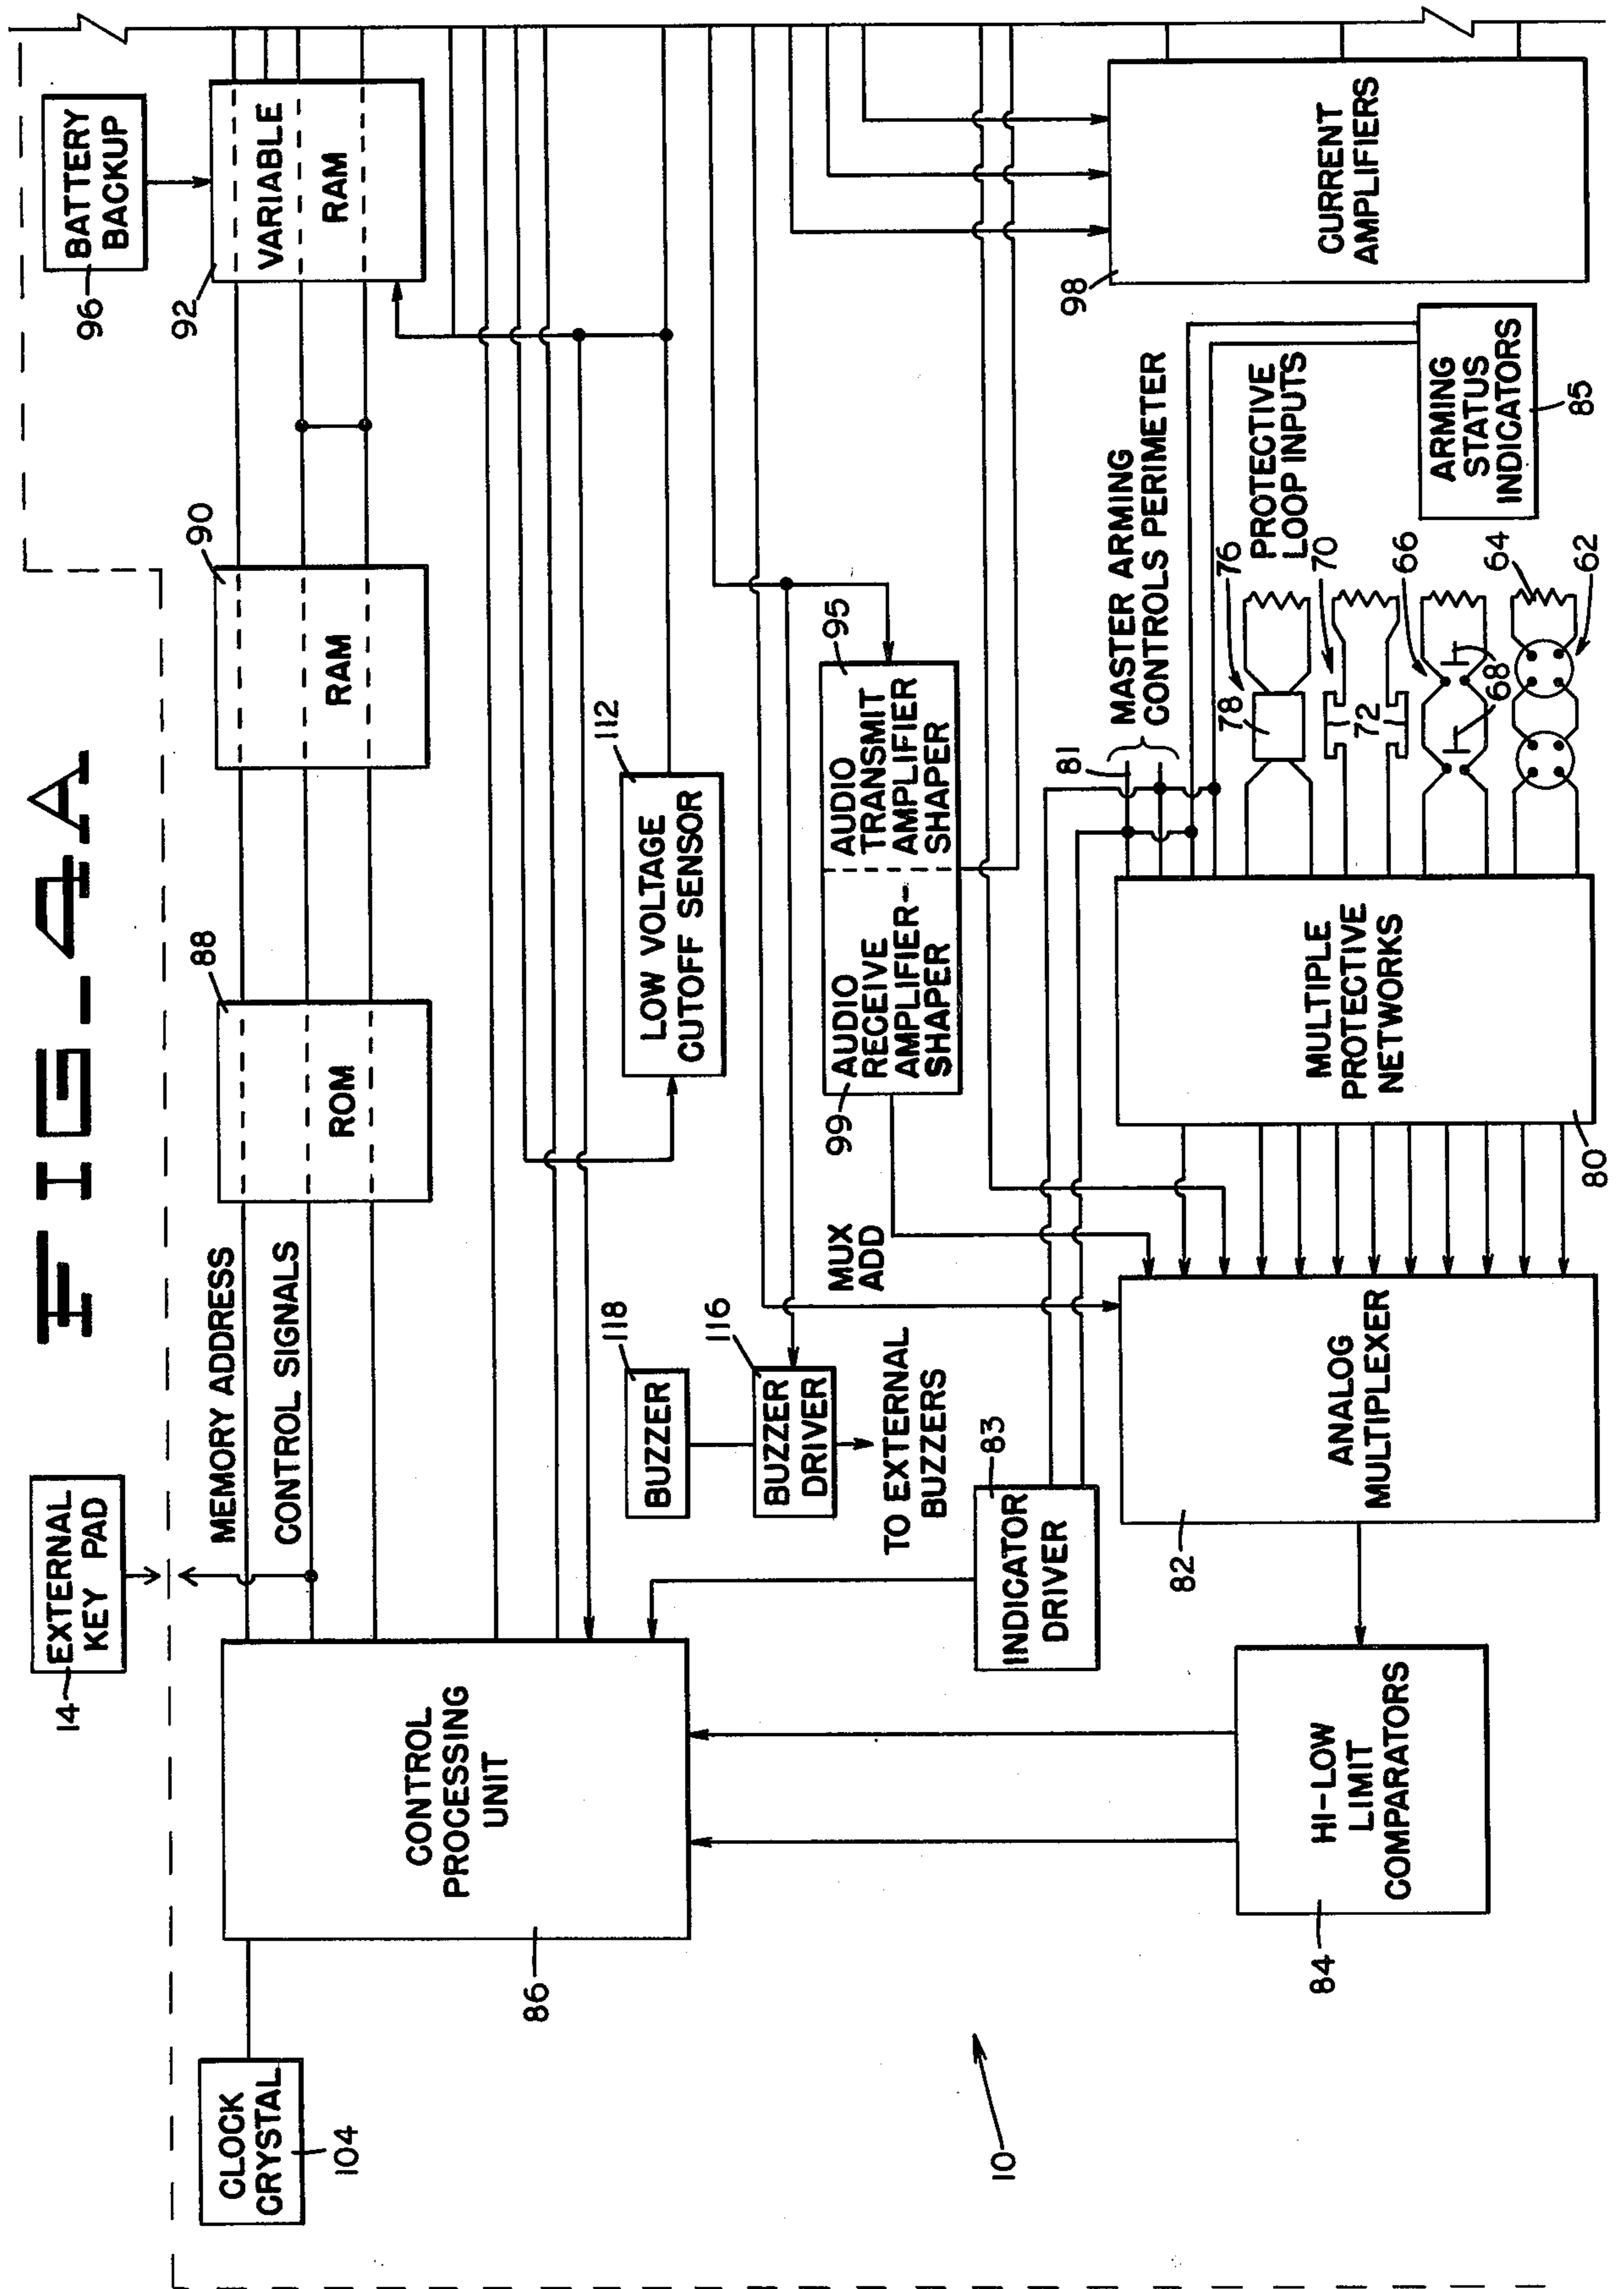 FIG-4A
14
EXTERNAL
KEY PAD
96
BATTERY
BACKUP
MEMORY ADDRESS
CONTROL SIGNALS
88
ROM
90
RAM
92
VARIABLE
RAM
CLOCK
CRYSTAL
104
CONTROL
PROCESSING
UNIT
86
BUZZER
118
BUZZER
DRIVER
116
TO EXTERNAL
BUZZERS
LOW VOLTAGE
CUTOFF SENSOR
112
MUX
ADD
99
AUDIO
RECEIVE
AMPLIFIER-
SHAPER
AUDIO
TRANSMIT
AMPLIFIER
SHAPER
95
INDICATOR
DRIVER
83
10
84
HI-LOW
LIMIT
COMPARATORS
82
ANALOG
MULTIPLEXER
80
MULTIPLE
PROTECTIVE
NETWORKS
81
MASTER ARMING
CONTROLS PERIMETER
PROTECTIVE
LOOP INPUTS
76
78
70
72
66
68
68
64
62
ARMING
STATUS
INDICATORS
85
98
CURRENT
AMPLIFIERS